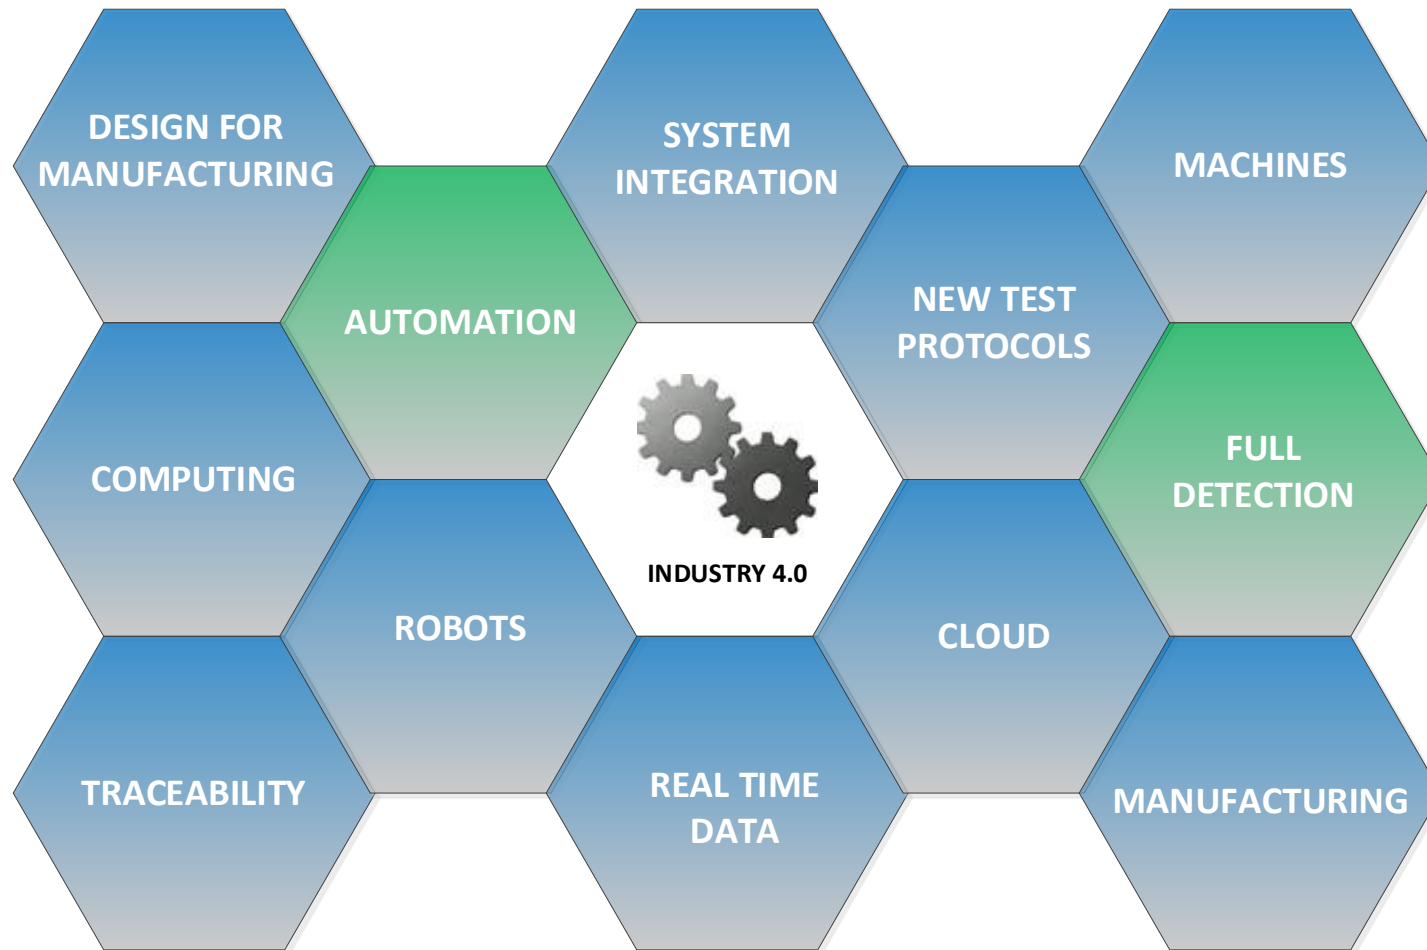 DESIGN FOR
MANUFACTURING
SYSTEM
INTEGRATION
MACHINES
AUTOMATION
NEW TEST
PROTOCOLS
COMPUTING
INDUSTRY 4.0
FULL
DETECTION
ROBOTS
CLOUD
TRACEABILITY
REAL TIME
DATA
MANUFACTURING